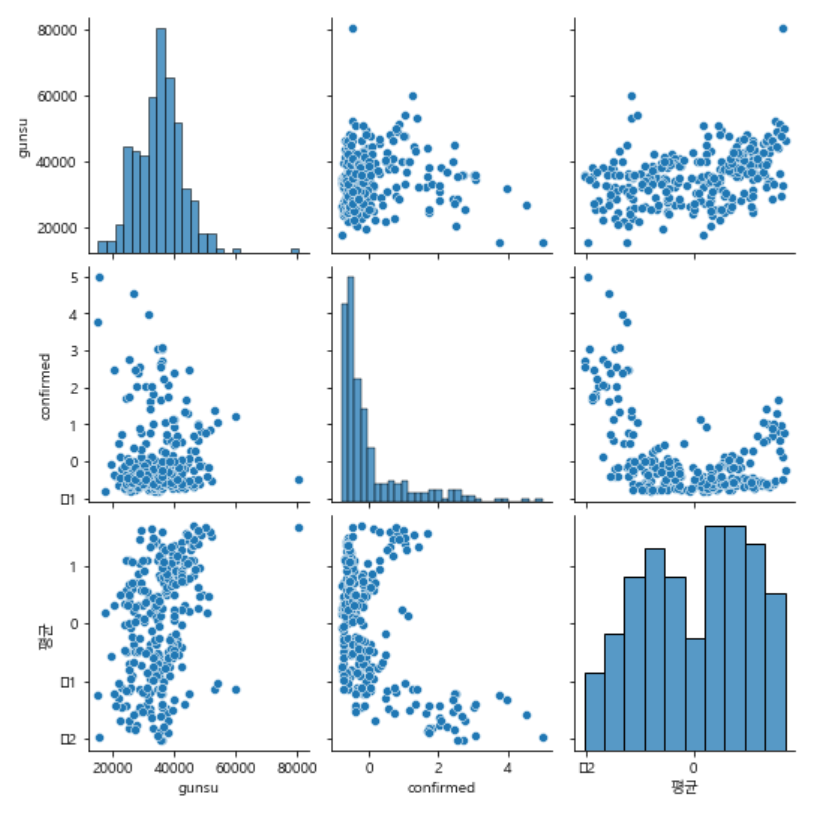 80000
60000
40000
20000
gunsu
5
4
3
2
1
0
□1
confirmed
1
0
□1
□2
평균
20000 40000 60000 80000
gunsu
0 2 4
confirmed
□2 0
평균